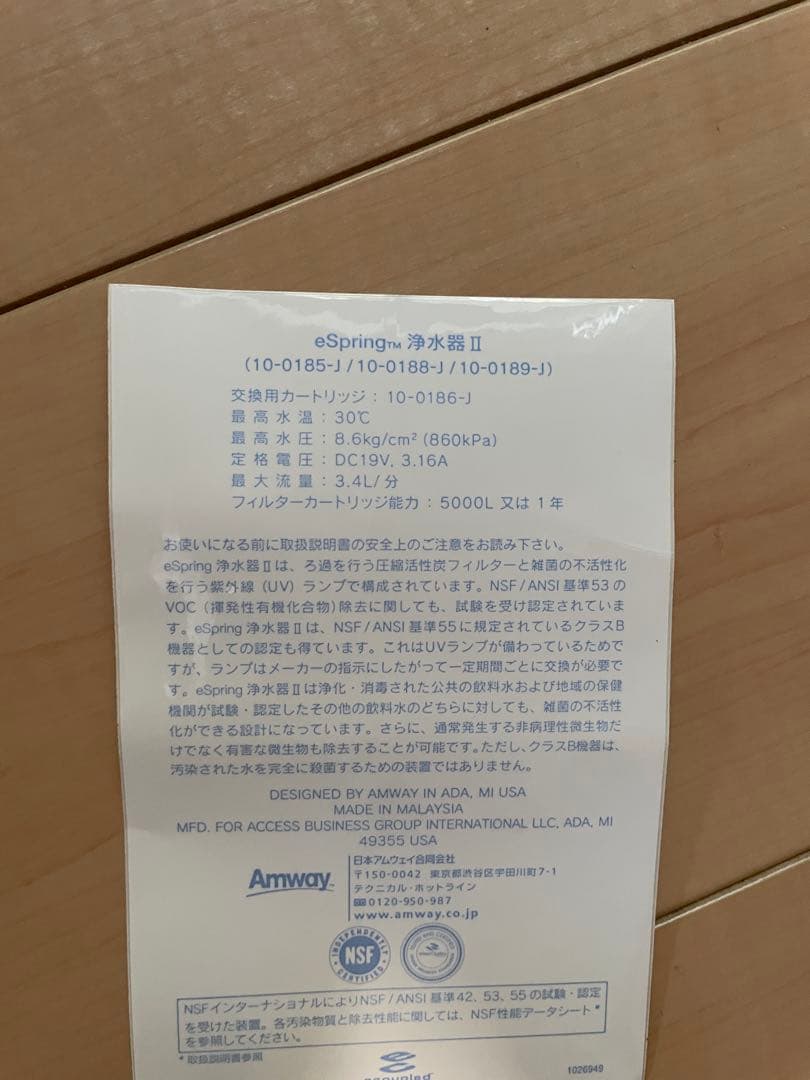 eSpring™ 浄水器Ⅱ
(10-0185-J / 10-0188-J / 10-0189-J)
交換用カートリッジ：10-0186-J
最高水温：30℃
最高水圧：8.6kg/cm² (860kPa)
定格電圧：DC19V, 3.16A
最大流量：3.4L/分
フィルターカートリッジ能力：5000L 又は 1年
お使いになる前に取扱説明書の安全上のご注意をお読み下さい。
eSpring 浄水器Ⅱは、ろ過を行う圧縮活性炭フィルターと雑菌の不活性化
を行う紫外線（UV）ランプで構成されています。NSF/ANSI 基準53の
VOC（揮発性有機化合物）除去に関しても、試験を受け認定されていま
す。eSpring 浄水器Ⅱは、NSF/ANSI 基準55に規定されているクラスB
機器としての認定も得ています。これはUVランプが備わっているためで
すが、ランプはメーカーの指示にしたがって一定期間ごとに交換が必要で
す。eSpring 浄水器Ⅱは浄化・消毒された公共の飲料水および地域の保健
機関が試験・認定したその他の飲料水のどちらに対しても、雑菌の不活性
化ができる設計になっています。さらに、通常発生する非病理性微生物だ
けでなく有害な微生物も除去することが可能です。ただし、クラスB機器は、
汚染された水を完全に殺菌するための装置ではありません。
DESIGNED BY AMWAY IN ADA, MI USA
MADE IN MALAYSIA
MFD. FOR ACCESS BUSINESS GROUP INTERNATIONAL LLC, ADA, MI
49355 USA
Amway™
日本アムウェイ合同会社
〒150-0042 東京都渋谷区宇田川町7-1
テクニカル・ホットライン
0120-950-987
www.amway.co.jp
INDEPENDENTLY
NSF
CERTIFIED
NSFインターナショナルによりNSF/ANSI 基準42、53、55の試験・認定
を受けた装置。各汚染物質と除去性能に関しては、NSF性能データシート*
を参照してください。
*取扱説明書参照
ecoupled™
1026949